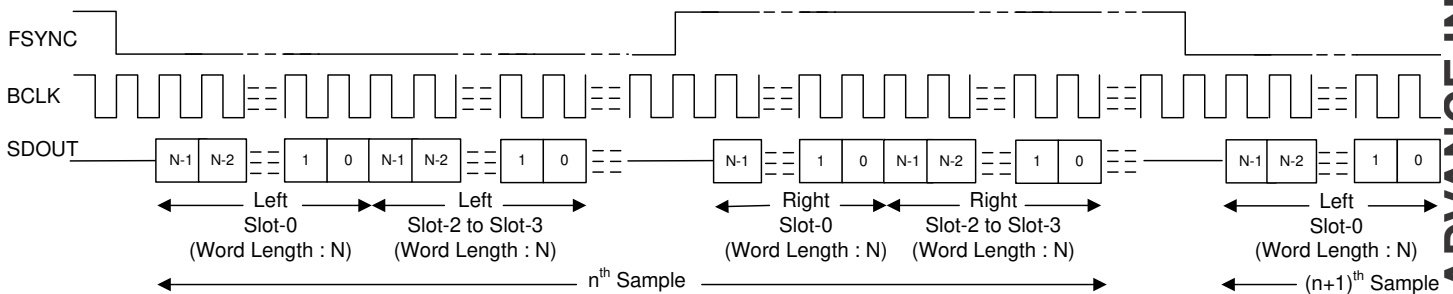 FSYNC
BCLK
SDOUT
N-1 N-2 1 0 N-1 N-2 1 0 N-1 1 0 N-1 N-2 1 0 N-1 N-2 1 0
Left Left Right Right Left
Slot-0 Slot-2 to Slot-3 Slot-0 Slot-2 to Slot-3 Slot-0
(Word Length : N) (Word Length : N) (Word Length : N) (Word Length : N) (Word Length : N)
nth Sample (n+1)th Sample
ADVANCE IN